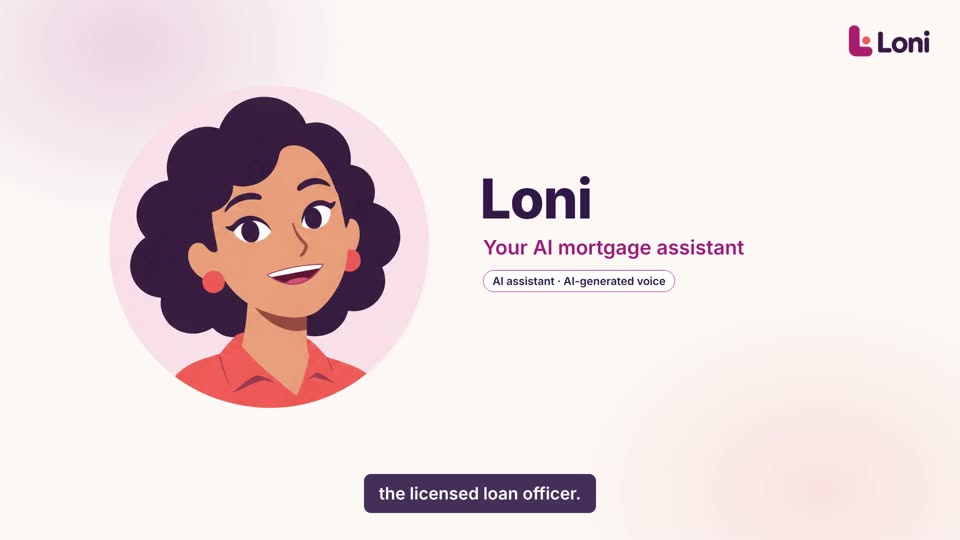 Loni
Loni
Your AI mortgage assistant
AI assistant · AI-generated voice
the licensed loan officer.